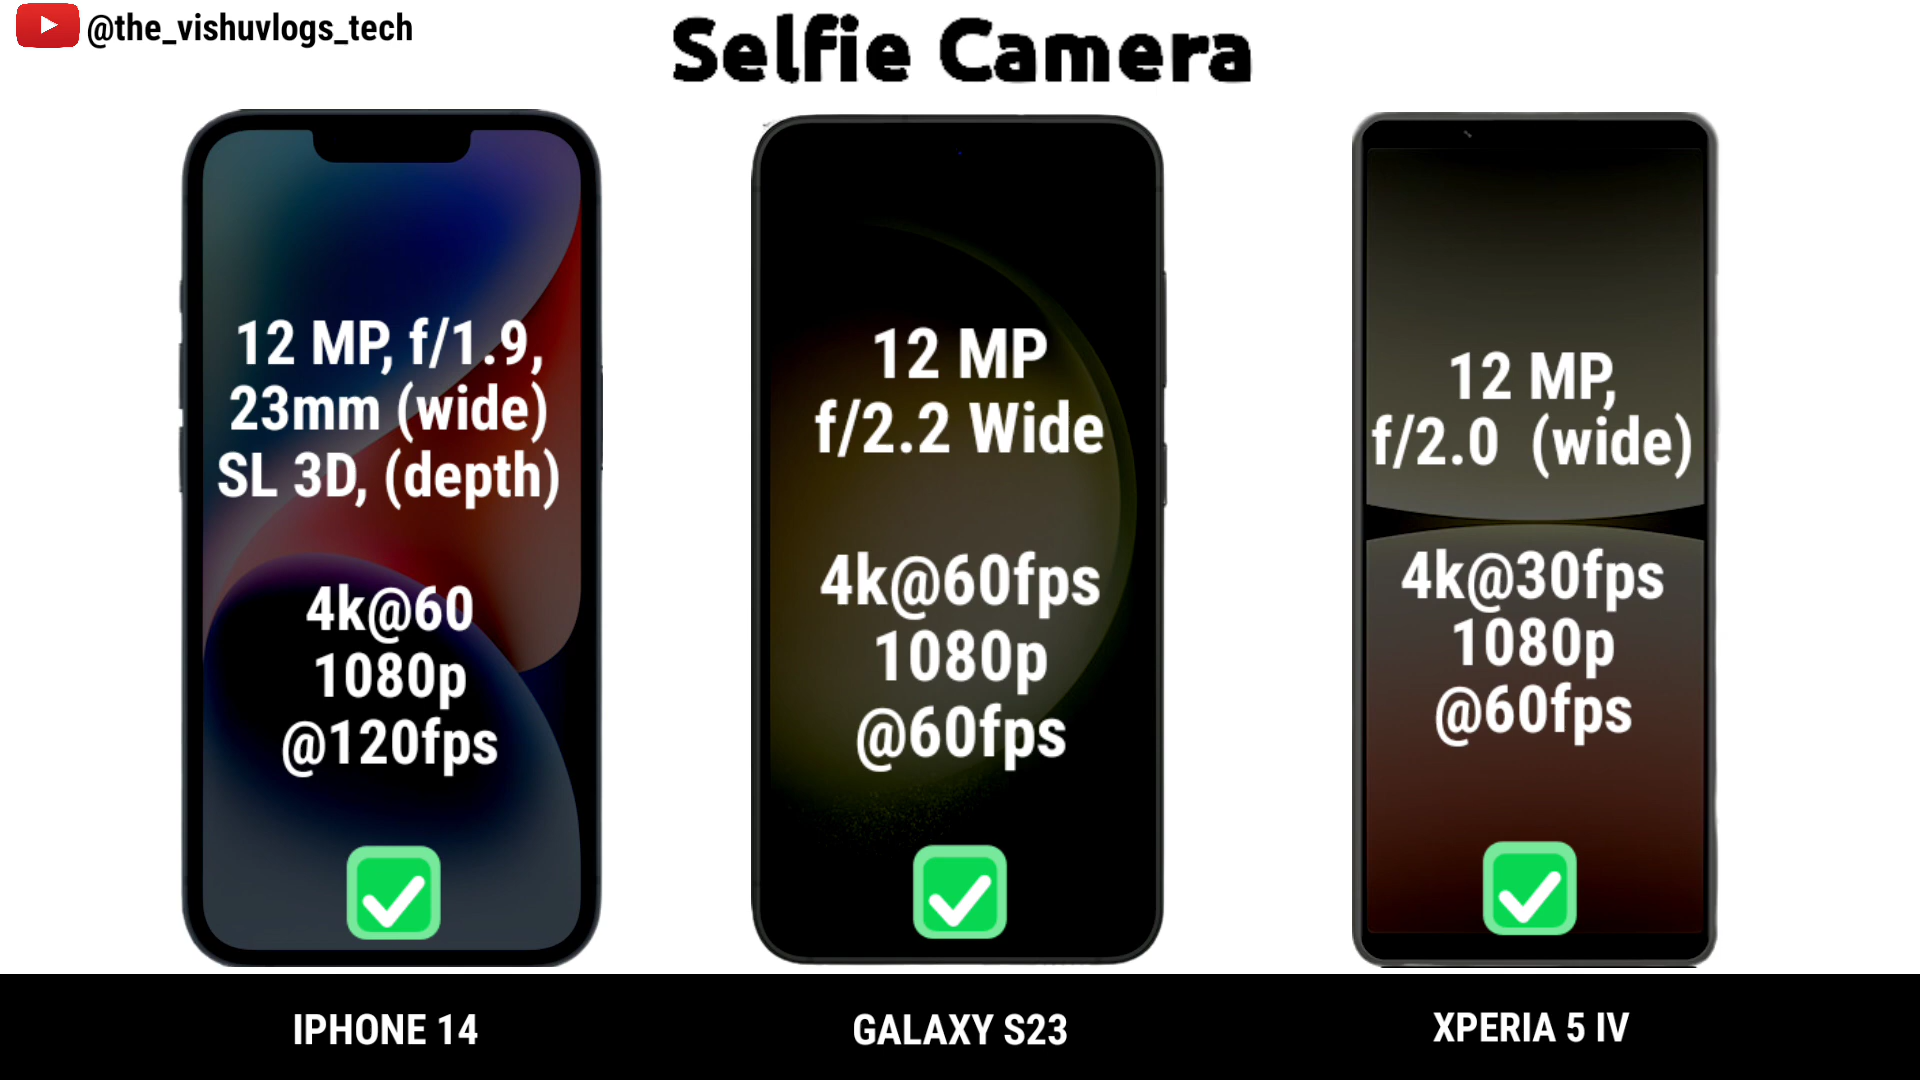 @the_vishuvlogs_tech
Selfie Camera
12 MP, f/1.9,
23mm (wide)
SL 3D, (depth)
4k@60
1080p
@120fps
12 MP
f/2.2 Wide
4k@60fps
1080p
@60fps
12 MP,
f/2.0 (wide)
4k@30fps
1080p
@60fps
IPHONE 14
GALAXY S23
XPERIA 5 IV